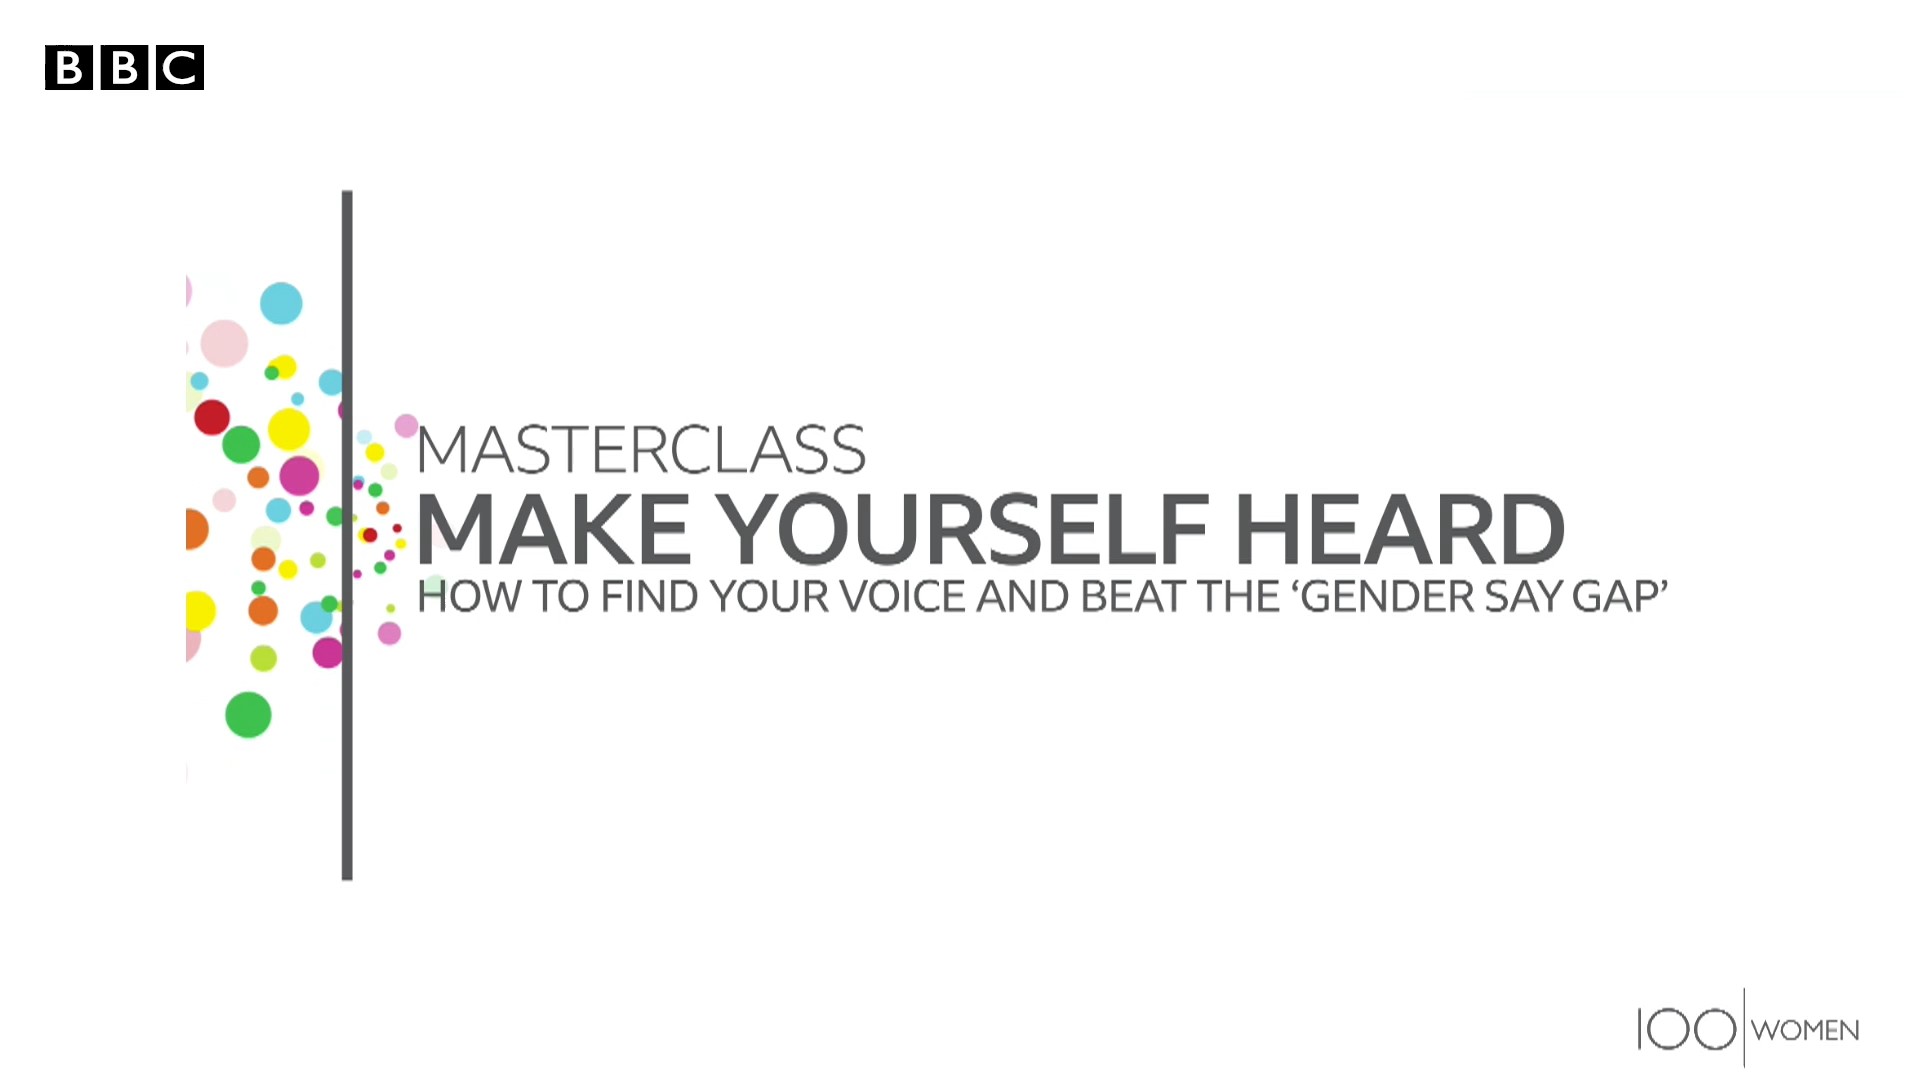 BBC
MASTERCLASS
MAKE YOURSELF HEARD
HOW TO FIND YOUR VOICE AND BEAT THE ‘GENDER SAY GAP’
100 WOMEN